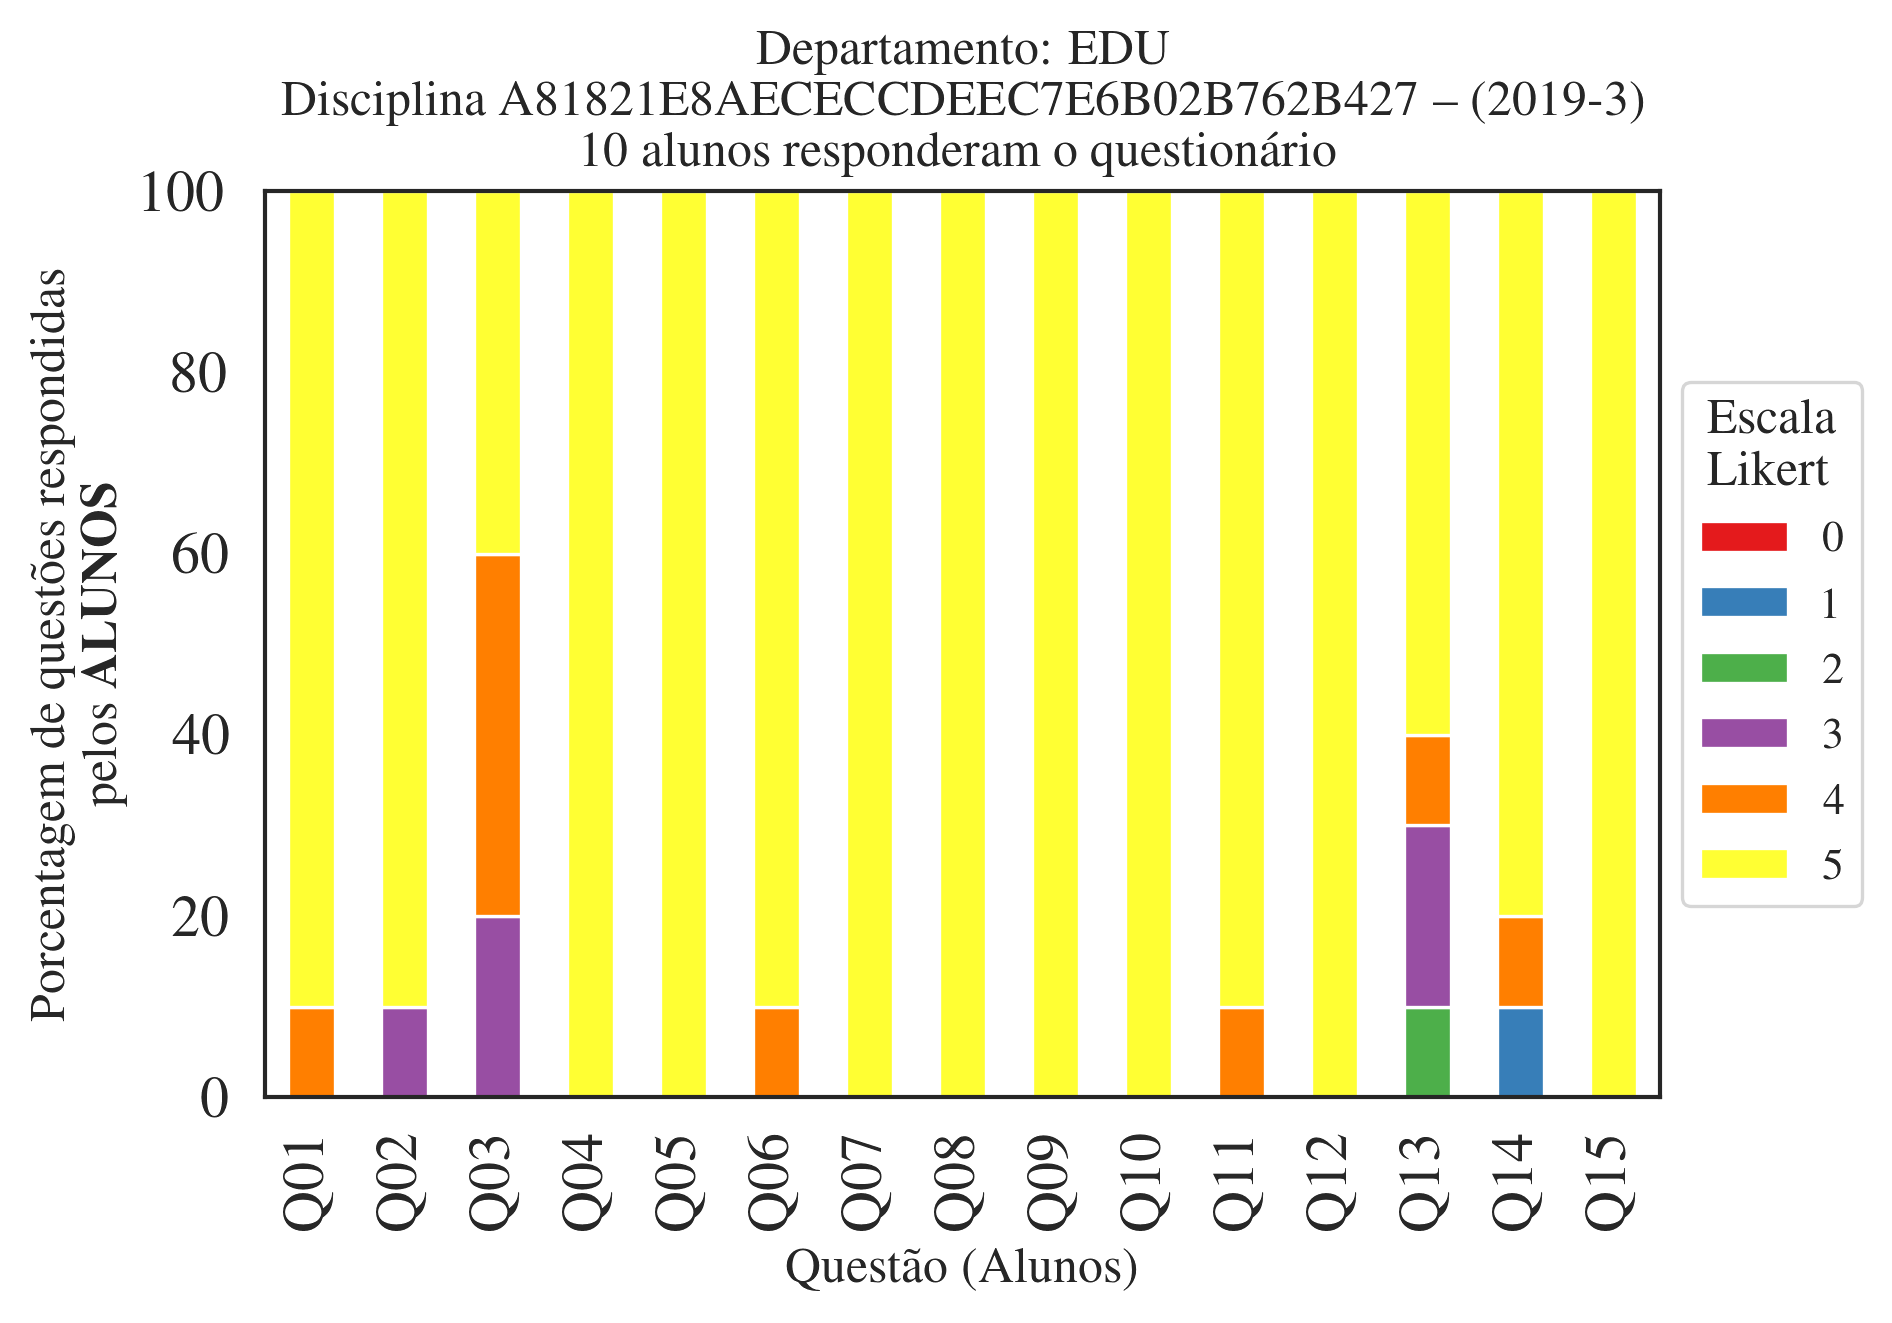 Departamento: EDU
Disciplina A81821E8AECECCDEEC7E6B02B762B427 – (2019-3)
10 alunos responderam o questionário
Porcentagem de questões respondidas
pelos ALUNOS
100
80
60
40
20
0
Q01
Q02
Q03
Q04
Q05
Q06
Q07
Q08
Q09
Q10
Q11
Q12
Q13
Q14
Q15
Questão (Alunos)
Escala
Likert
0
1
2
3
4
5